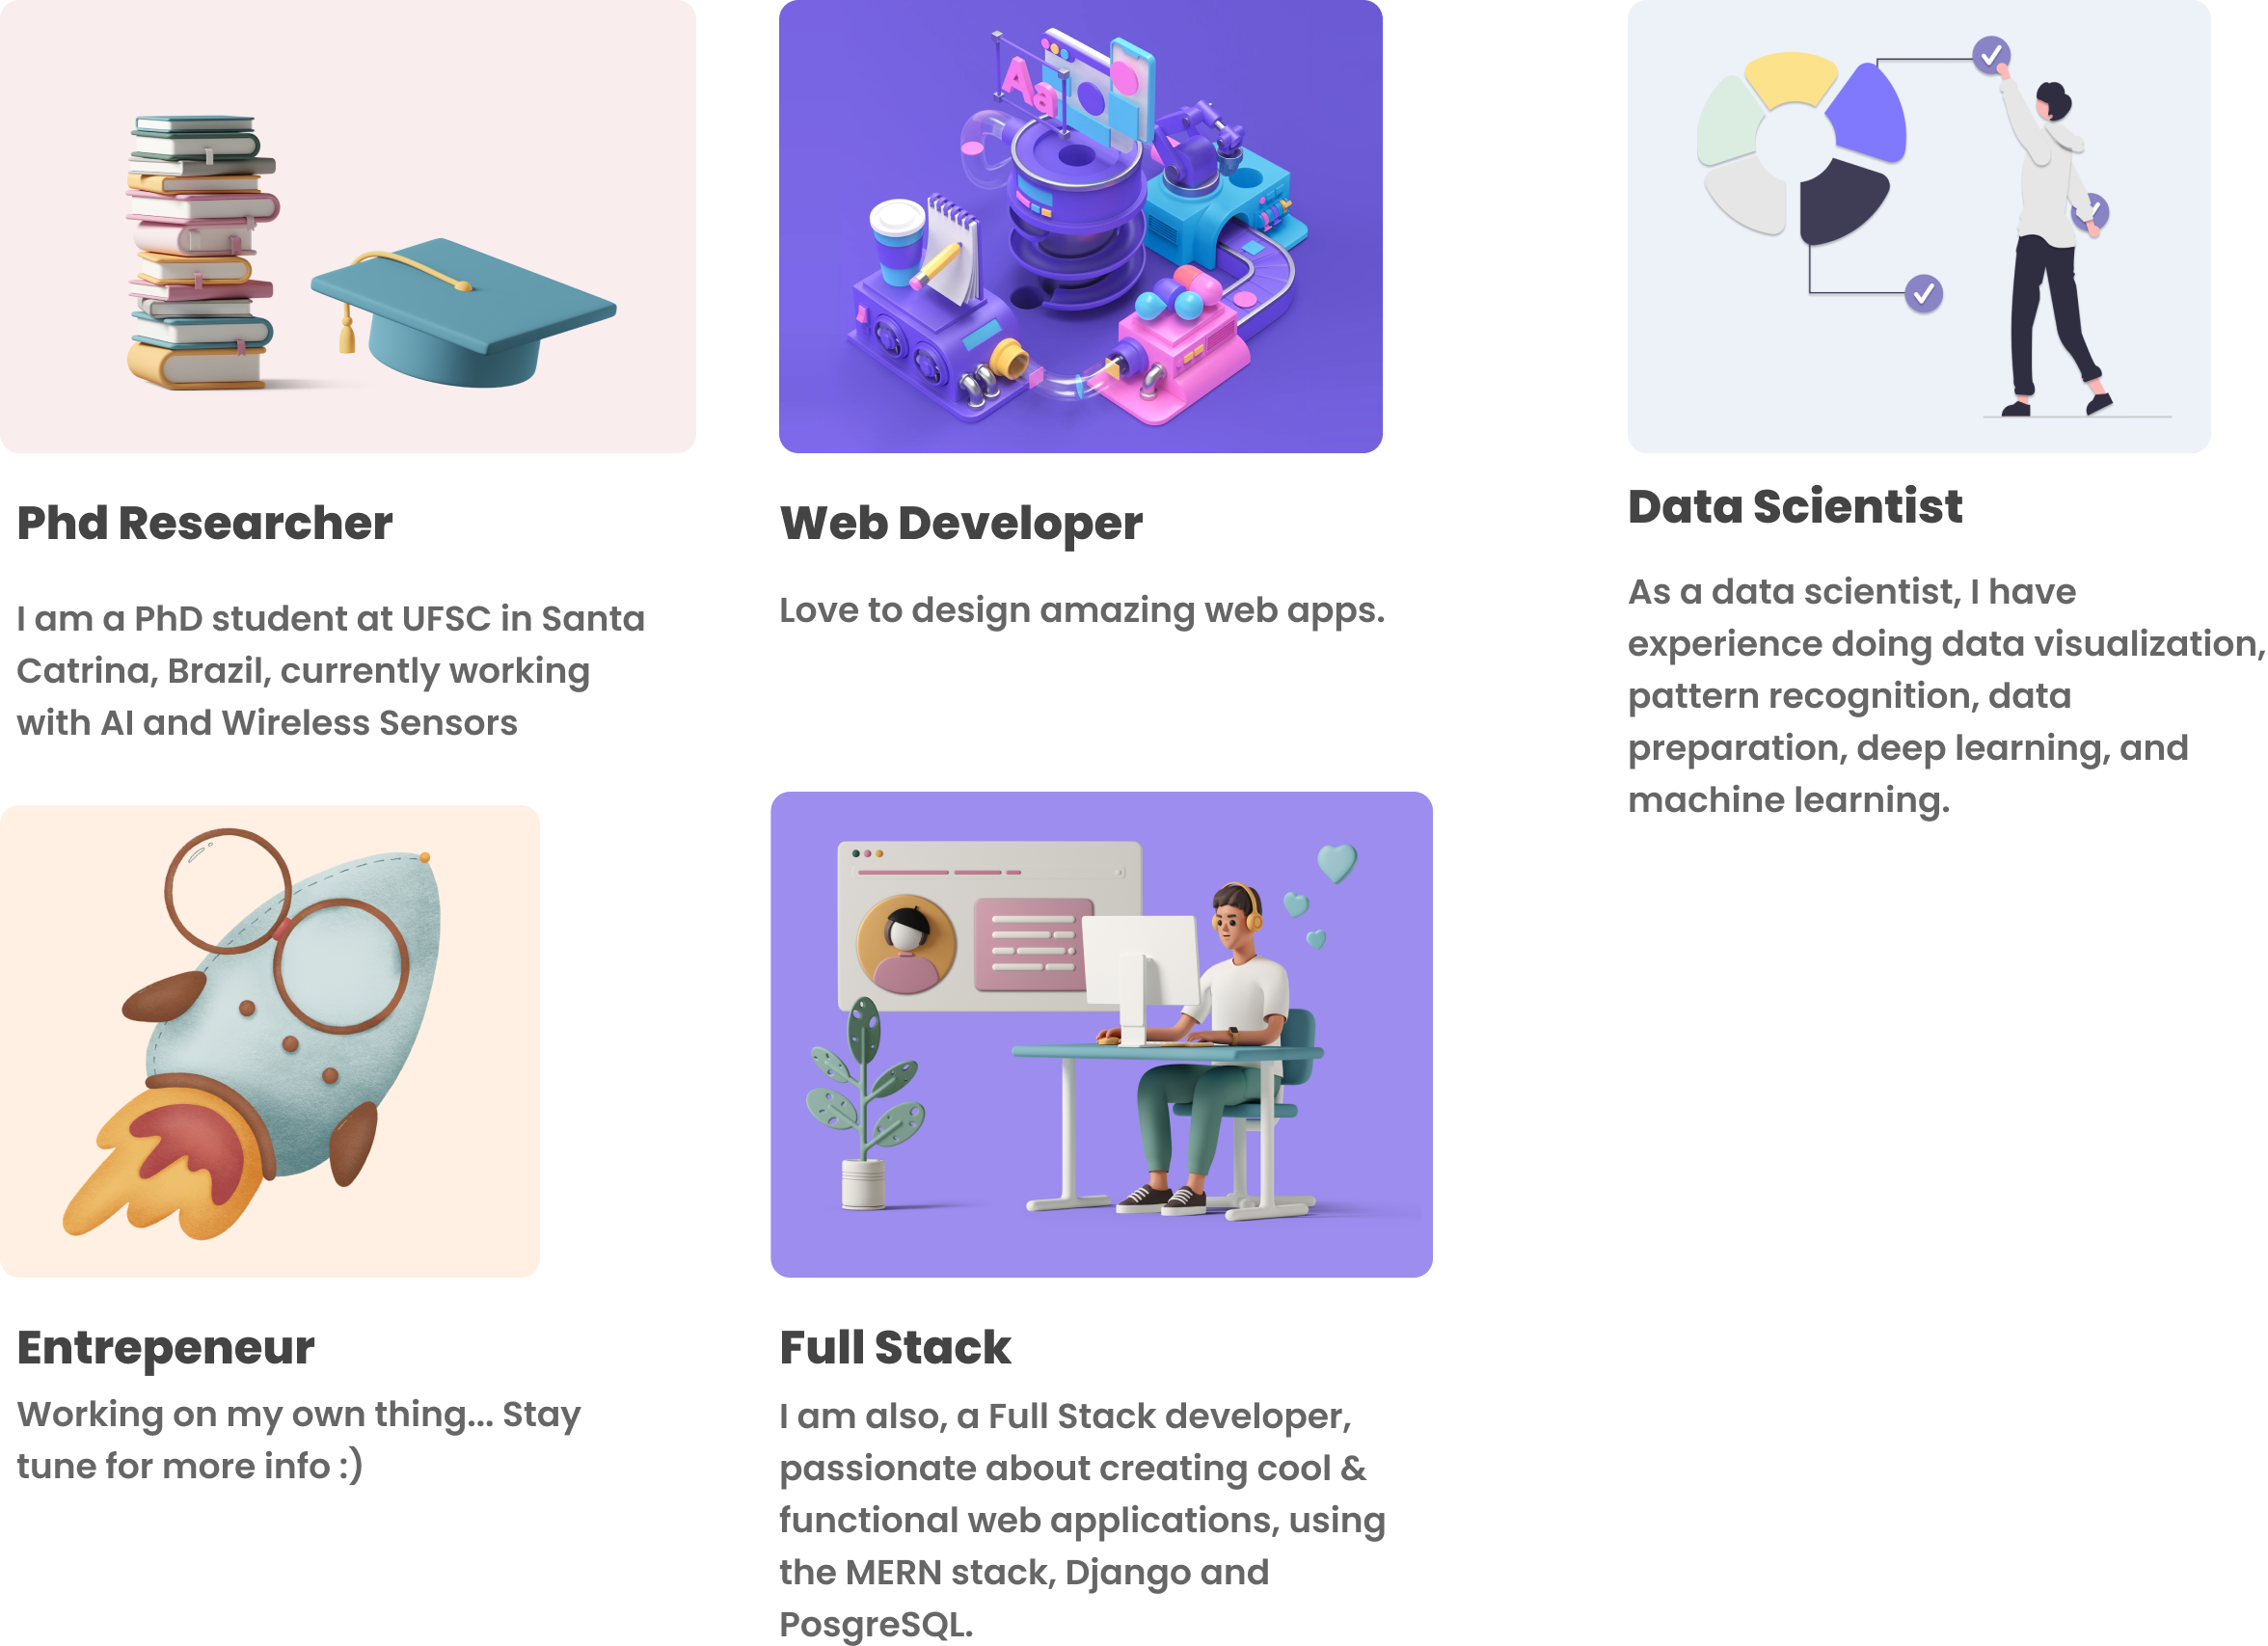 Aa
Phd Researcher
I am a PhD student at UFSC in Santa
Catrina, Brazil, currently working
with AI and Wireless Sensors
Web Developer
Love to design amazing web apps.
Data Scientist
As a data scientist, I have
experience doing data visualization,
pattern recognition, data
preparation, deep learning, and
machine learning.
Entrepeneur
Working on my own thing... Stay
tune for more info :)
Full Stack
I am also, a Full Stack developer,
passionate about creating cool &
functional web applications, using
the MERN stack, Django and
PosgreSQL.